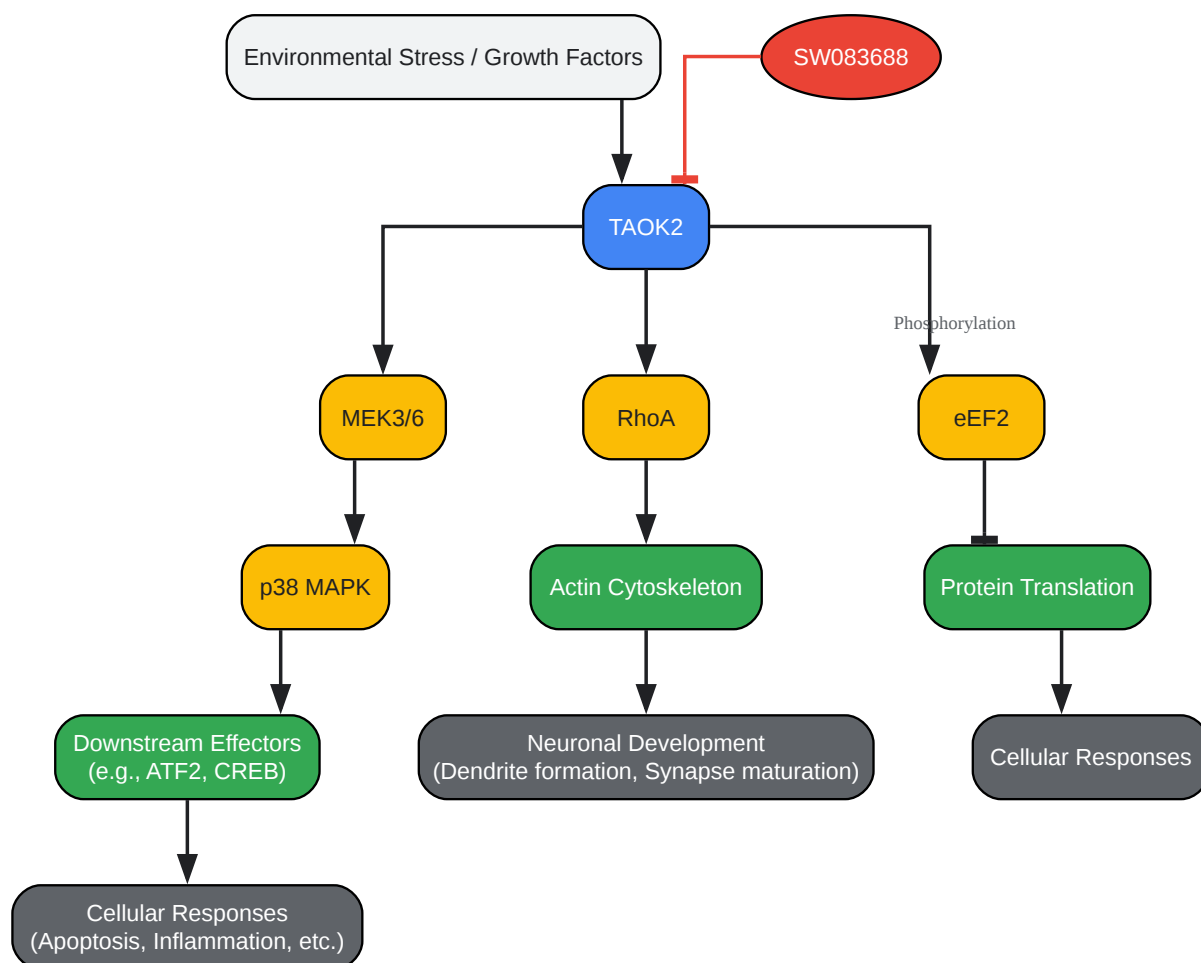 Environmental Stress / Growth Factors
SW083688
TAOK2
Phosphorylation
MEK3/6
RhoA
eEF2
p38 MAPK
Actin Cytoskeleton
Protein Translation
Downstream Effectors
(e.g., ATF2, CREB)
Neuronal Development
(Dendrite formation, Synapse maturation)
Cellular Responses
Cellular Responses
(Apoptosis, Inflammation, etc.)